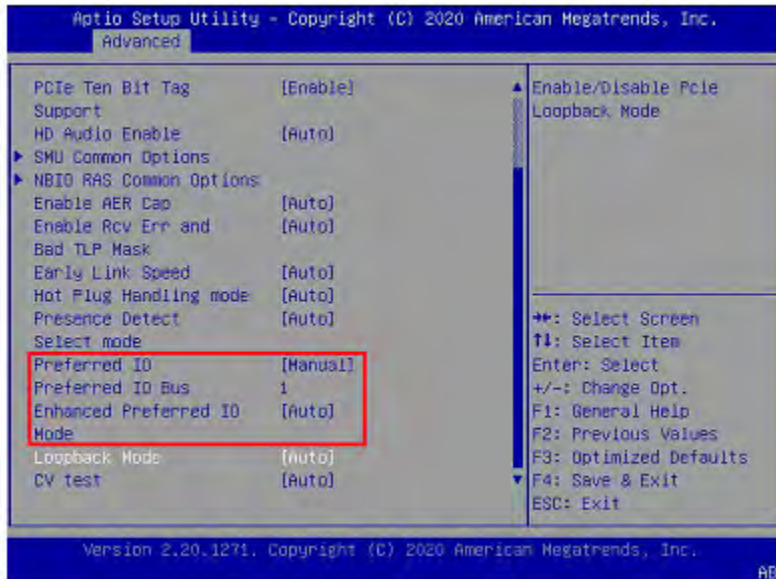 Aptio Setup Utility - Copyright (C) 2020 American Megatrends, Inc.
Advanced
PCIe Ten Bit Tag [Enable]
Support
HD Audio Enable [Auto]
SMU Common Options
NBIO RAS Common Options
Enable AER Cap [Auto]
Enable Rcv Err and [Auto]
Bad TLP Mask
Early Link Speed [Auto]
Hot Plug Handling mode [Auto]
Presence Detect [Auto]
Select mode
Preferred IO [Manual]
Preferred IO Bus 1
Enhanced Preferred IO [Auto]
Mode
Loopback Mode [Auto]
CV test [Auto]
Enable/Disable Pcie
Loopback Mode
→←: Select Screen
↑↓: Select Item
Enter: Select
+/-: Change Opt.
F1: General Help
F2: Previous Values
F3: Optimized Defaults
F4: Save & Exit
ESC: Exit
Version 2.20.1271. Copyright (C) 2020 American Megatrends, Inc.
AB